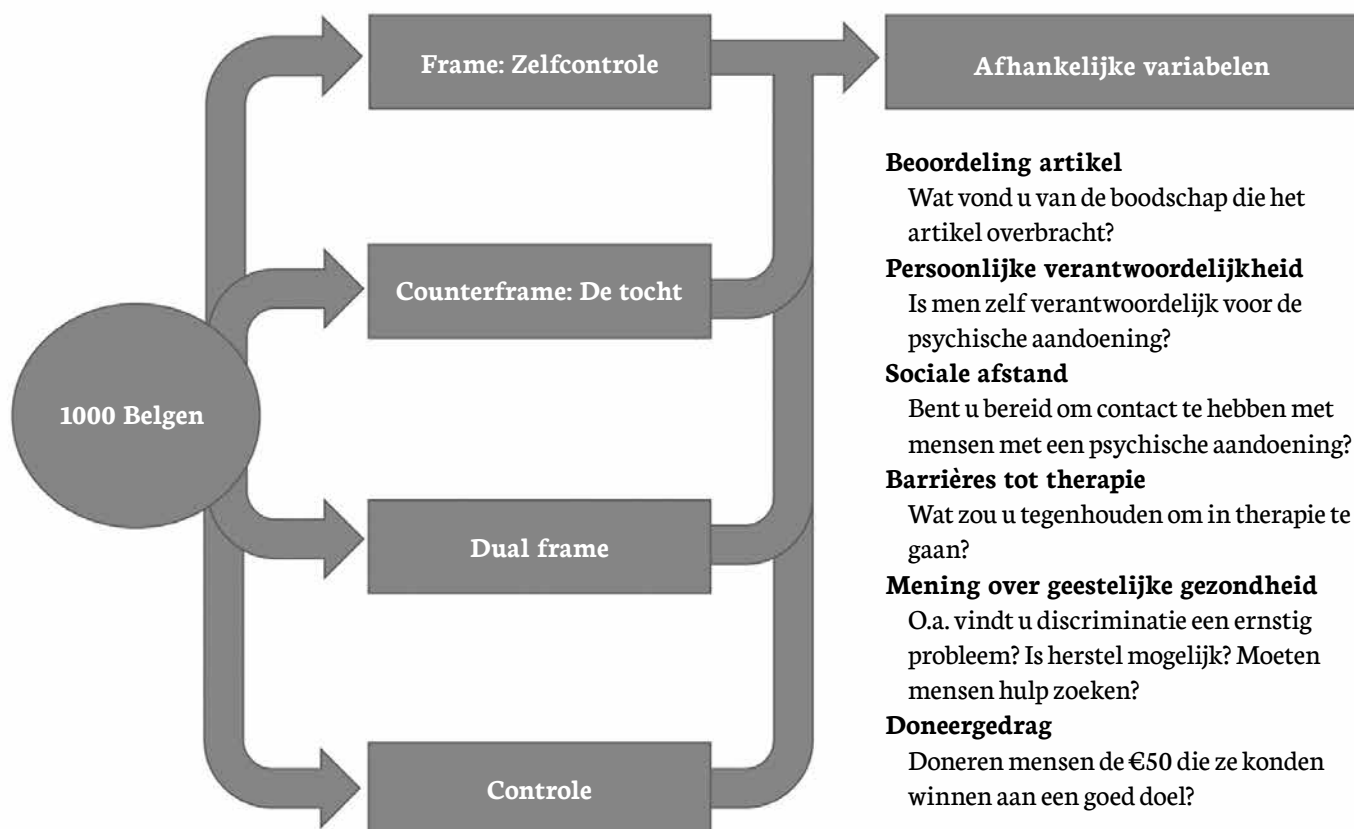 Frame: Zelfcontrole
Afhankelijke variabelen
Counterframe: De tocht
1000 Belgen
Dual frame
Controle
Beoordeling artikel
Wat vond u van de boodschap die het
artikel overbracht?
Persoonlijke verantwoordelijkheid
Is men zelf verantwoordelijk voor de
psychische aandoening?
Sociale afstand
Bent u bereid om contact te hebben met
mensen met een psychische aandoening?
Barrières tot therapie
Wat zou u tegenhouden om in therapie te
gaan?
Mening over geestelijke gezondheid
O.a. vindt u discriminatie een ernstig
probleem? Is herstel mogelijk? Moeten
mensen hulp zoeken?
Doneergedrag
Doneren mensen de €50 die ze konden
winnen aan een goed doel?